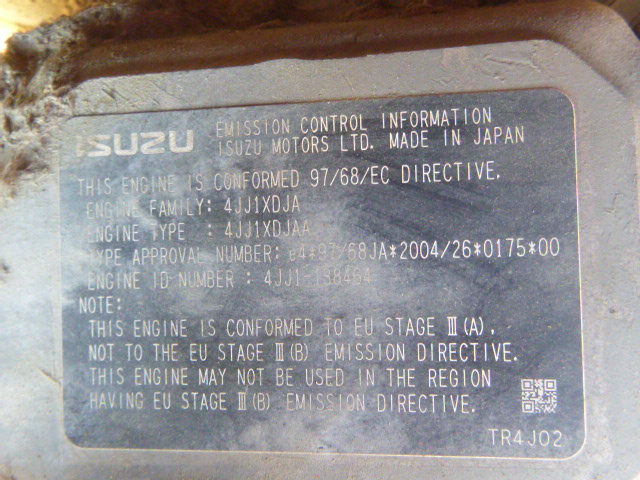 ISUZU EMISSION CONTROL INFORMATION
ISUZU MOTORS LTD. MADE IN JAPAN
THIS ENGINE IS CONFORMED 97/68/EC DIRECTIVE.
ENGINE FAMILY: 4JJ1XDJA
ENGINE TYPE : 4JJ1XDJAA
TYPE APPROVAL NUMBER: e4*97/68JA*2004/26*0175*00
ENGINE ID NUMBER :
NOTE:
THIS ENGINE IS CONFORMED TO EU STAGE Ⅲ(A),
NOT TO THE EU STAGE Ⅲ(B) EMISSION DIRECTIVE.
THIS ENGINE MAY NOT BE USED IN THE REGION
HAVING EU STAGE Ⅲ(B) EMISSION DIRECTIVE.
TR4J02